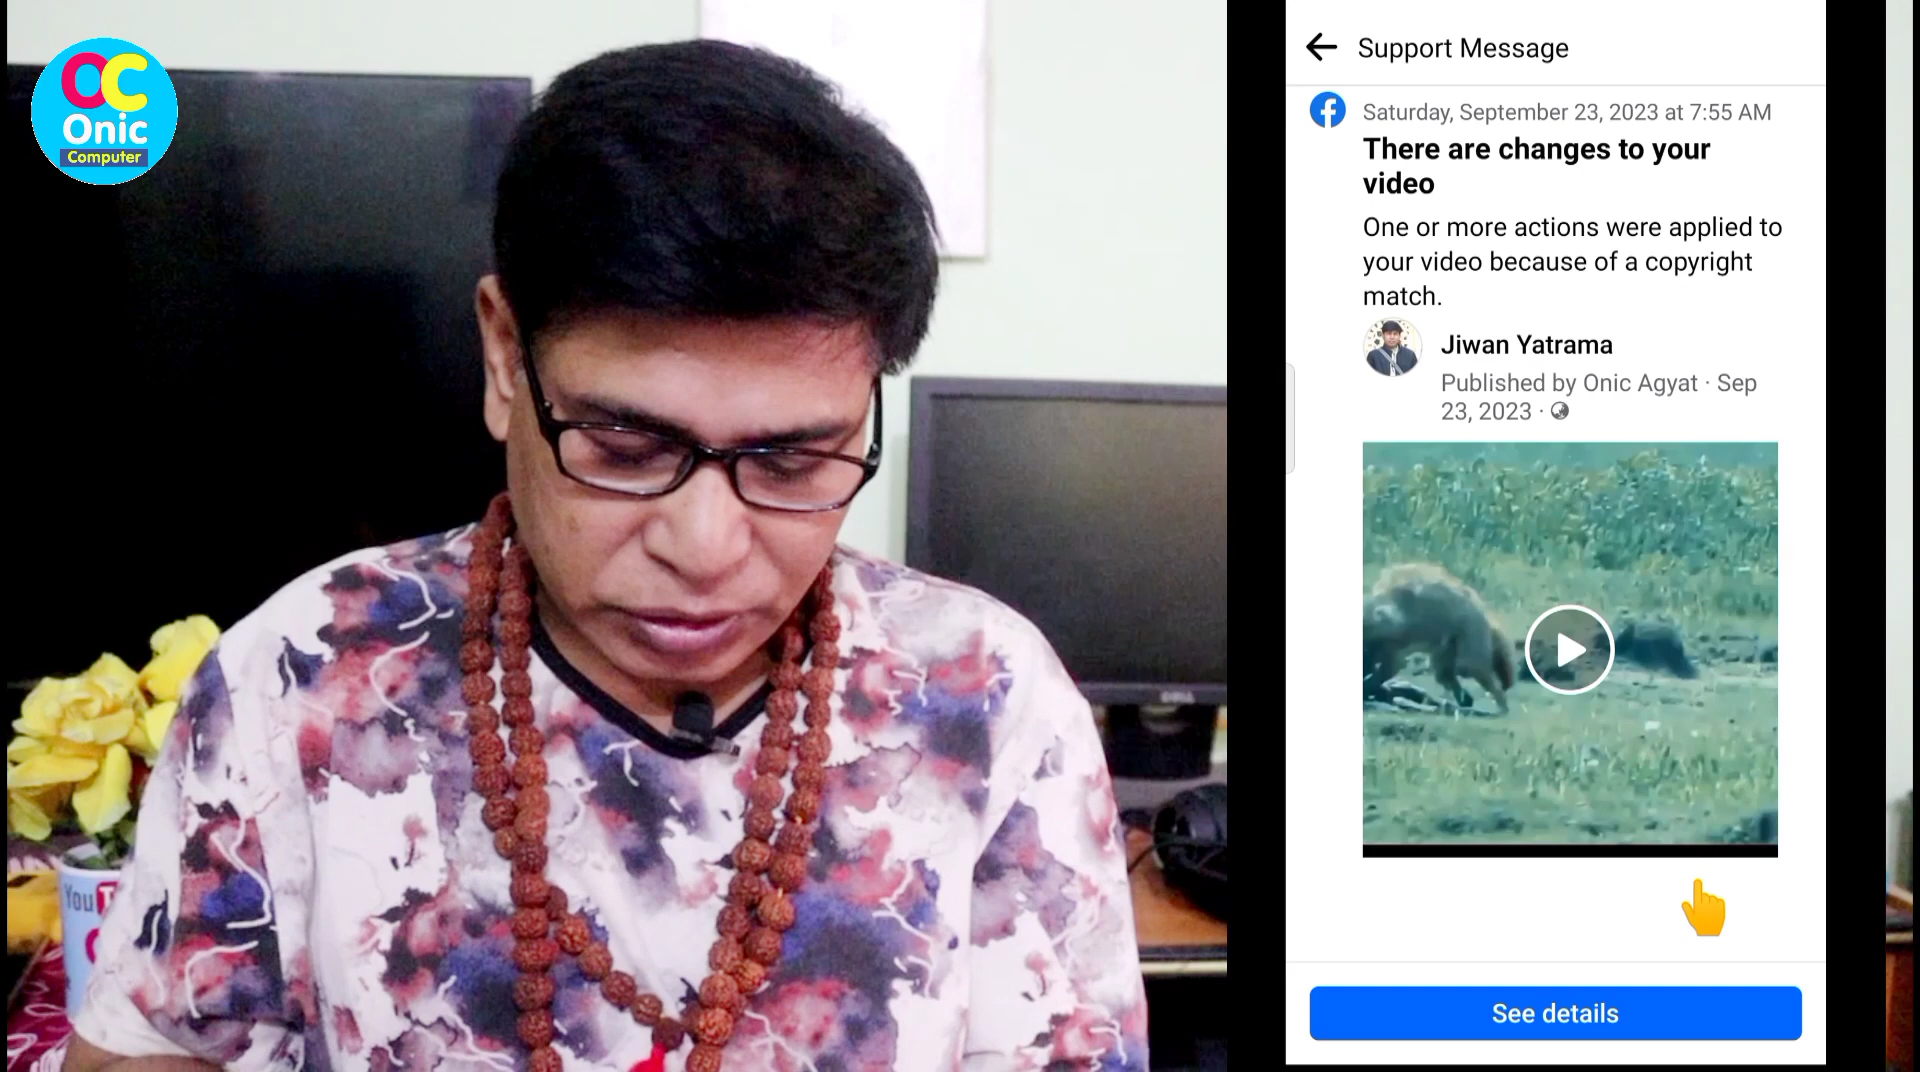 OC
Onic
Computer
Support Message
Saturday, September 23, 2023 at 7:55 AM
There are changes to your
video
One or more actions were applied to
your video because of a copyright
match.
Jiwan Yatrama
Published by Onic Agyat · Sep
23, 2023 ·
See details
You